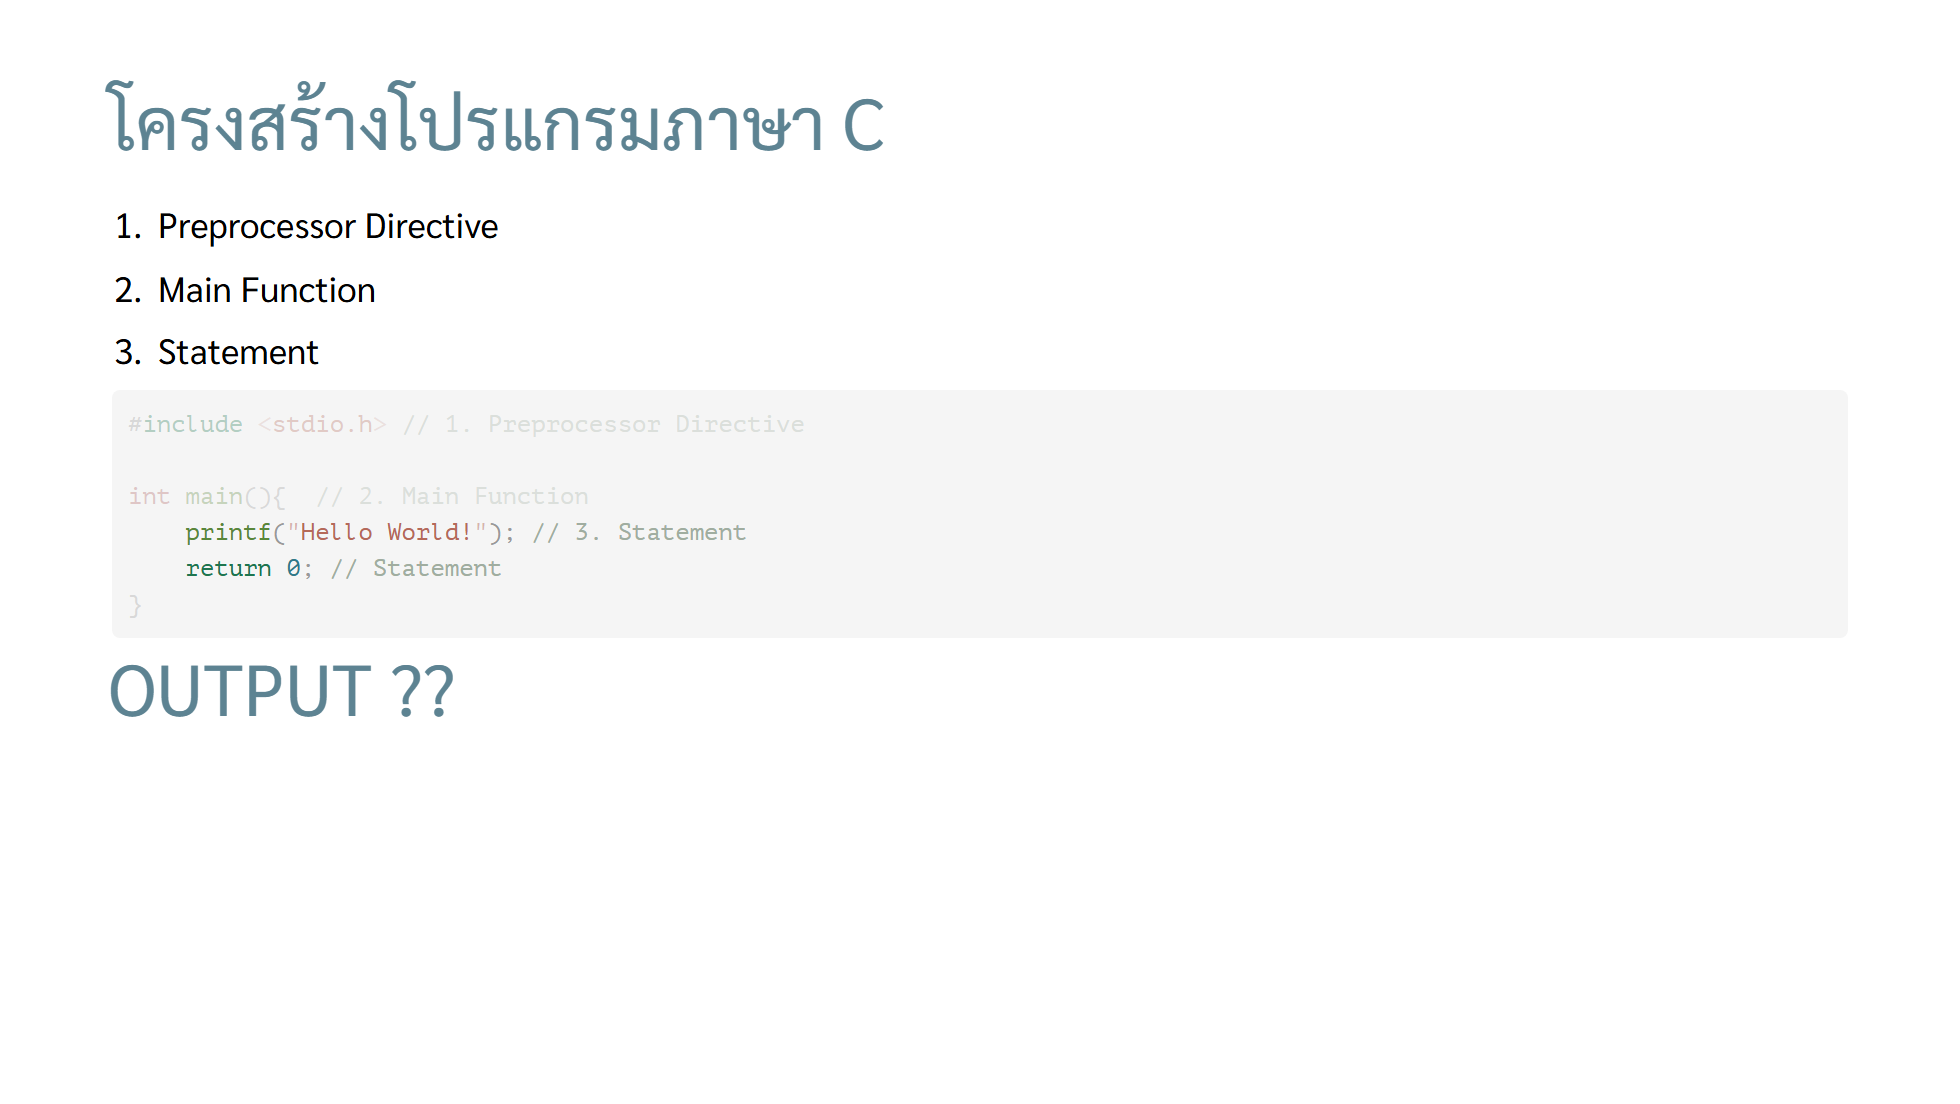 โครงสร้างโปรแกรมภาษา C
1. Preprocessor Directive
2. Main Function
3. Statement
#include <stdio.h> // 1. Preprocessor Directive
int main(){  // 2. Main Function
    printf("Hello World!"); // 3. Statement
    return 0; // Statement
}
OUTPUT ??